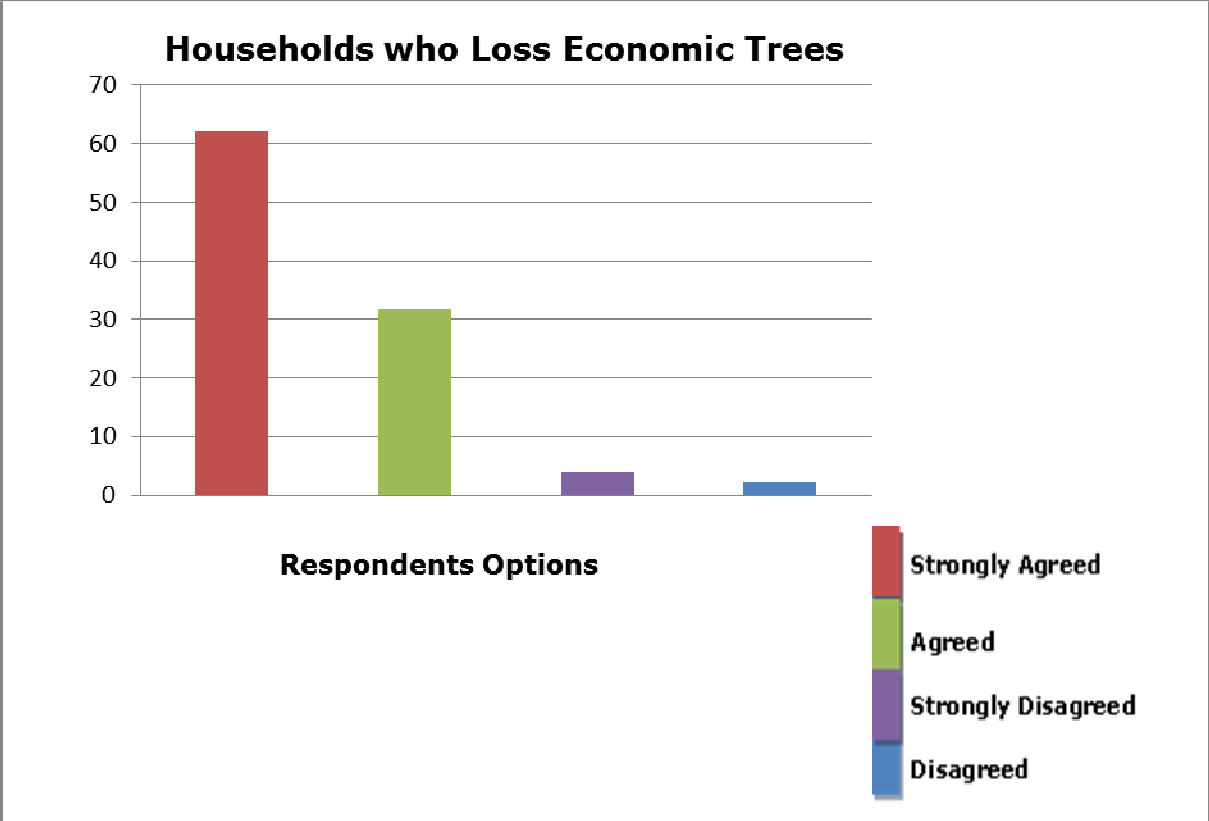 Households who Loss Economic Trees
70
60
50
40
30
20
10
0
Respondents Options
Strongly Agreed
Agreed
Strongly Disagreed
Disagreed